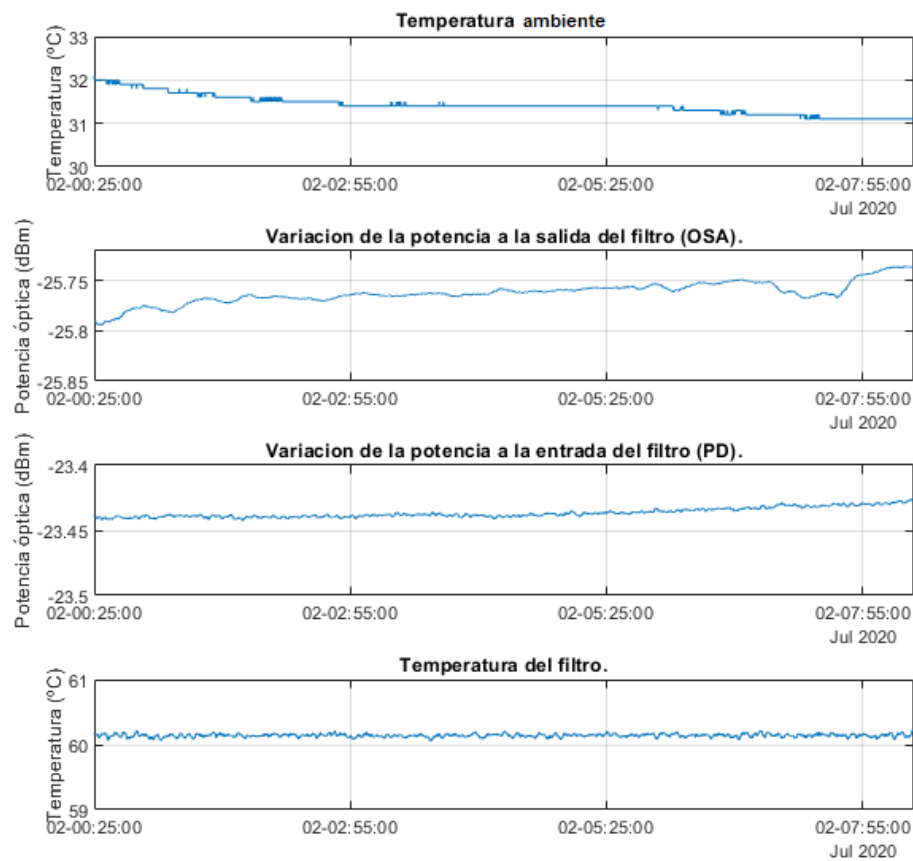 Temperatura ambiente
Temperatura (ºC)
33
32
31
30
02-00:25:00 02-02:55:00 02-05:25:00 02-07:55:00
Jul 2020
Variacion de la potencia a la salida del filtro (OSA).
Potencia óptica (dBm)
-25.75
-25.8
-25.85
02-00:25:00 02-02:55:00 02-05:25:00 02-07:55:00
Jul 2020
Variacion de la potencia a la entrada del filtro (PD).
Potencia óptica (dBm)
-23.4
-23.45
-23.5
02-00:25:00 02-02:55:00 02-05:25:00 02-07:55:00
Jul 2020
Temperatura del filtro.
Temperatura (ºC)
61
60
59
02-00:25:00 02-02:55:00 02-05:25:00 02-07:55:00
Jul 2020